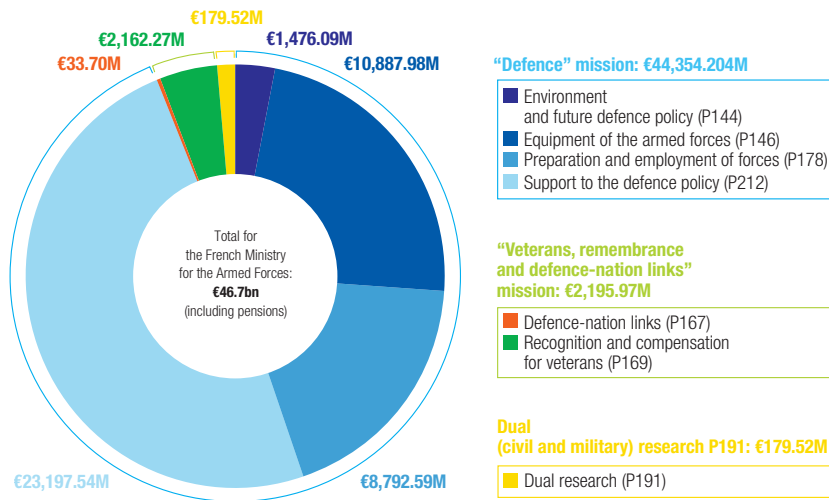 €179.52M
€2,162.27M
€1,476.09M
€33.70M
€10,887.98M
Total for
the French Ministry
for the Armed Forces:
€46.7bn
(including pensions)
€23,197.54M
€8,792.59M
“Defence” mission: €44,354.204M
Environment
and future defence policy (P144)
Equipment of the armed forces (P146)
Preparation and employment of forces (P178)
Support to the defence policy (P212)
“Veterans, remembrance
and defence-nation links”
mission: €2,195.97M
Defence-nation links (P167)
Recognition and compensation
for veterans (P169)
Dual
(civil and military) research P191: €179.52M
Dual research (P191)